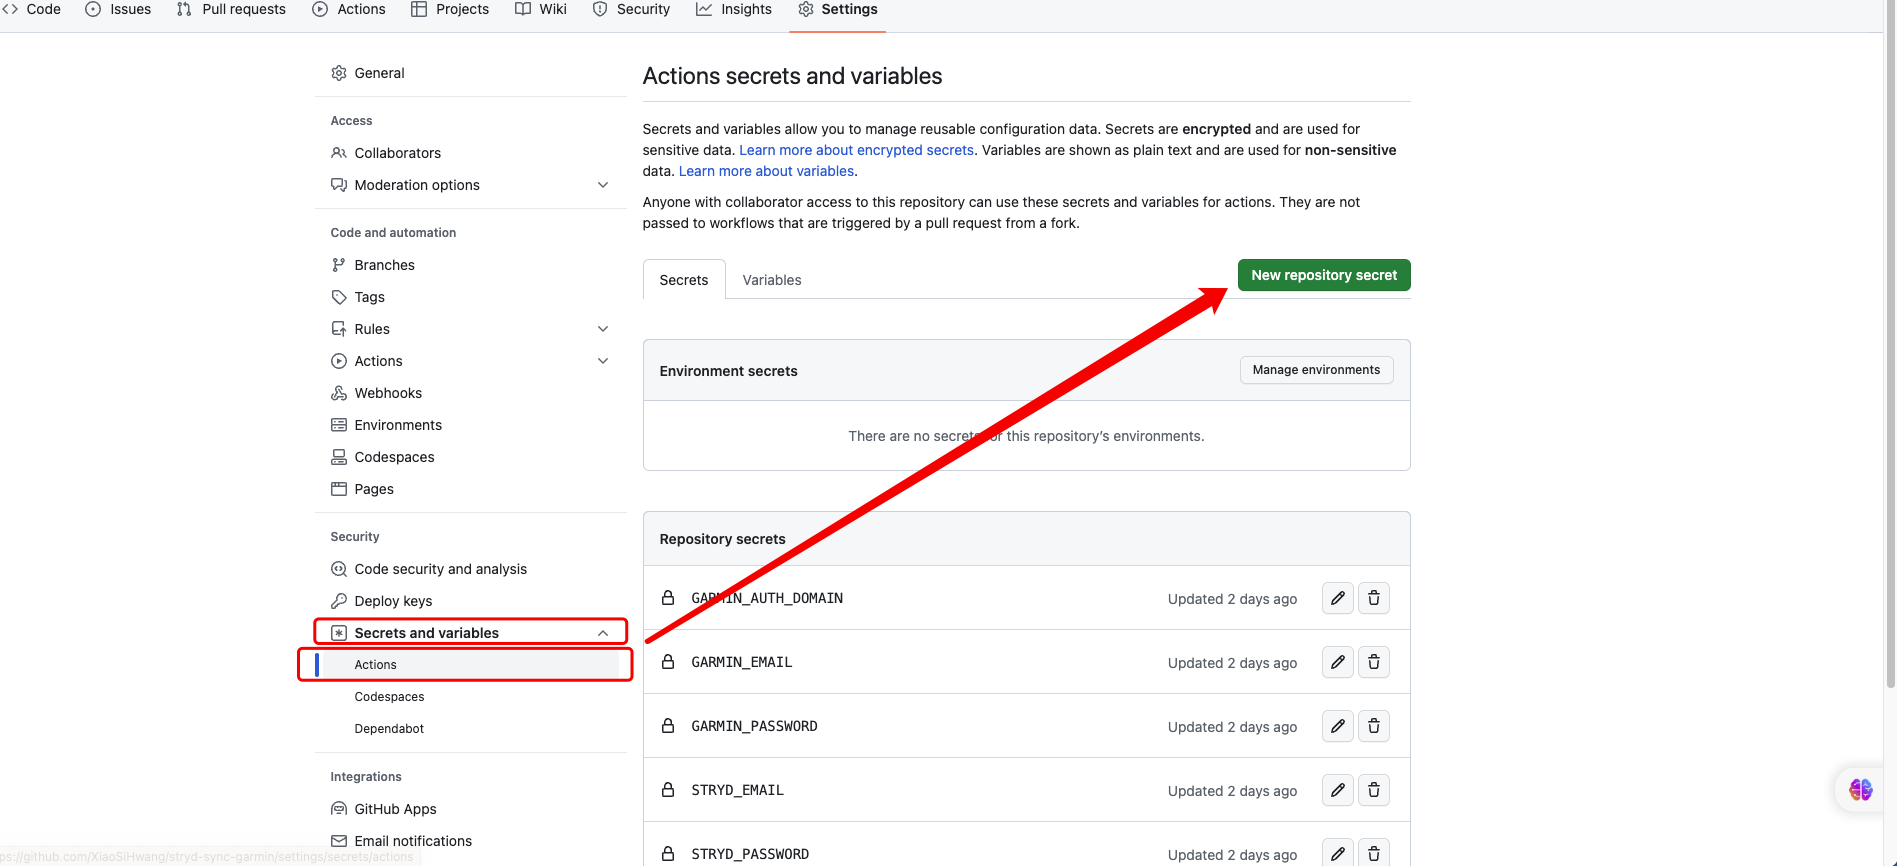 Code
Issues
Pull requests
Actions
Projects
Wiki
Security
Insights
Settings
General
Access
Collaborators
Moderation options
Code and automation
Branches
Tags
Rules
Actions
Webhooks
Environments
Codespaces
Pages
Security
Code security and analysis
Deploy keys
Secrets and variables
Actions
Codespaces
Dependabot
Integrations
GitHub Apps
Email notifications
ps://github.com/XiaoSiHwang/stryd-sync-garmin/settings/secrets/actions
Actions secrets and variables
Secrets and variables allow you to manage reusable configuration data. Secrets are encrypted and are used for
sensitive data. Learn more about encrypted secrets. Variables are shown as plain text and are used for non-sensitive
data. Learn more about variables.
Anyone with collaborator access to this repository can use these secrets and variables for actions. They are not
passed to workflows that are triggered by a pull request from a fork.
Secrets
Variables
New repository secret
Environment secrets
Manage environments
There are no secrets for this repository's environments.
Repository secrets
GARMIN_AUTH_DOMAIN
Updated 2 days ago
GARMIN_EMAIL
Updated 2 days ago
GARMIN_PASSWORD
Updated 2 days ago
STRYD_EMAIL
Updated 2 days ago
STRYD_PASSWORD
Updated 2 days ago